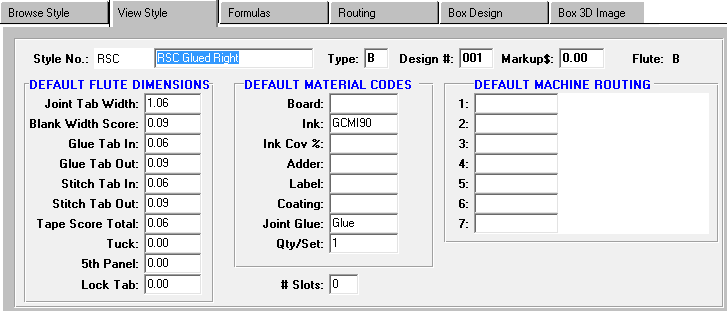 Browse Style View Style Formulas Routing Box Design Box 3D Image
Style No.: RSC RSC Glued Right Type: B Design #: 001 Markup$: 0.00 Flute: B
DEFAULT FLUTE DIMENSIONS
Joint Tab Width: 1.06
Blank Width Score: 0.09
Glue Tab In: 0.06
Glue Tab Out: 0.09
Stitch Tab In: 0.06
Stitch Tab Out: 0.09
Tape Score Total: 0.06
Tuck: 0.00
5th Panel: 0.00
Lock Tab: 0.00
DEFAULT MATERIAL CODES
Board:
Ink: GCMI90
Ink Cov %:
Adder:
Label:
Coating:
Joint Glue: Glue
Qty/Set: 1
# Slots: 0
DEFAULT MACHINE ROUTING
1:
2:
3:
4:
5:
6:
7: